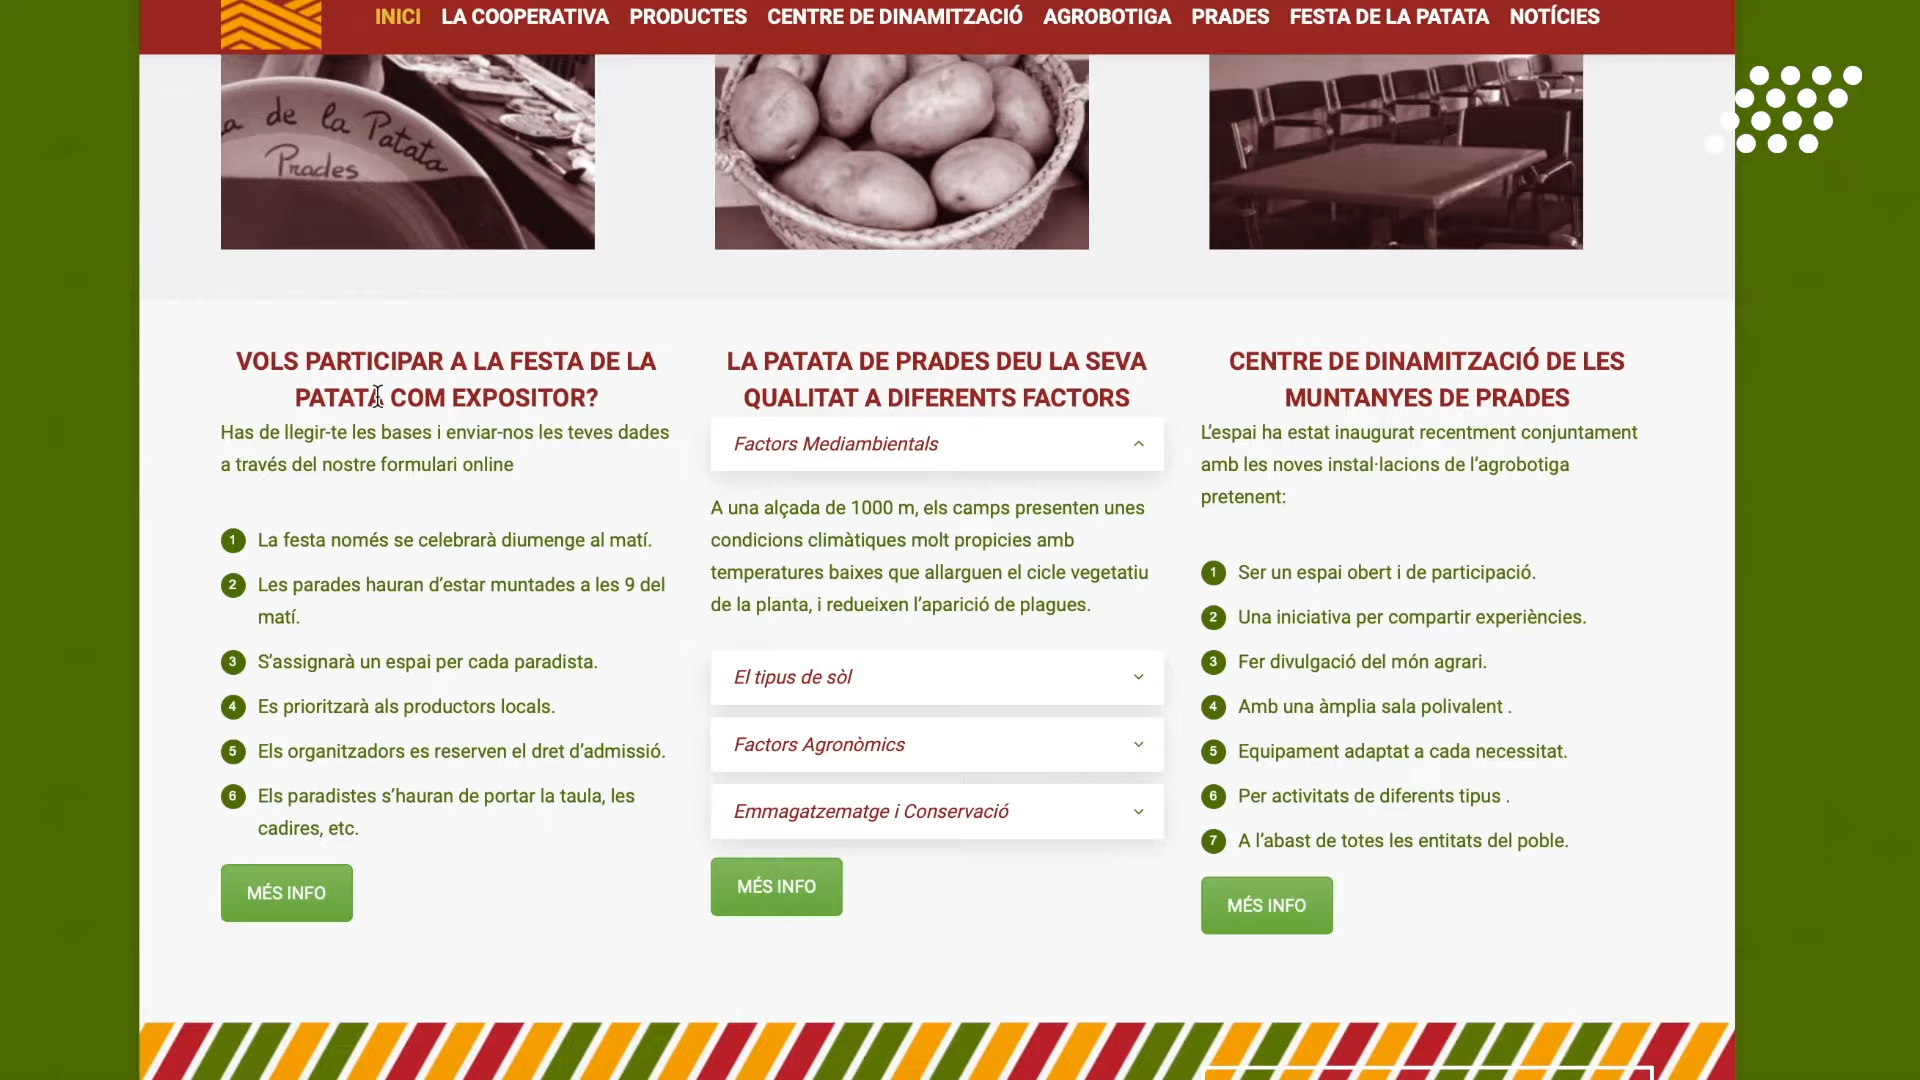 INICI LA COOPERATIVA PRODUCTES CENTRE DE DINAMITZACIÓ AGROBOTIGA PRADES FESTA DE LA PATATA NOTÍCIES
a de la Patata
Prades
VOLS PARTICIPAR A LA FESTA DE LA
PATATA COM EXPOSITOR?
Has de llegir-te les bases i enviar-nos les teves dades
a través del nostre formulari online
1 La festa només se celebrarà diumenge al matí.
2 Les parades hauran d’estar muntades a les 9 del
matí.
3 S’assignarà un espai per cada paradista.
4 Es prioritzarà als productors locals.
5 Els organitzadors es reserven el dret d’admissió.
6 Els paradistes s’hauran de portar la taula, les
cadires, etc.
MÉS INFO
LA PATATA DE PRADES DEU LA SEVA
QUALITAT A DIFERENTS FACTORS
Factors Mediambientals
A una alçada de 1000 m, els camps presenten unes
condicions climàtiques molt propicies amb
temperatures baixes que allarguen el cicle vegetatiu
de la planta, i redueixen l’aparició de plagues.
El tipus de sòl
Factors Agronòmics
Emmagatzematge i Conservació
MÉS INFO
CENTRE DE DINAMITZACIÓ DE LES
MUNTANYES DE PRADES
L’espai ha estat inaugurat recentment conjuntament
amb les noves instal·lacions de l’agrobotiga
pretenent:
1 Ser un espai obert i de participació.
2 Una iniciativa per compartir experiències.
3 Fer divulgació del món agrari.
4 Amb una àmplia sala polivalent .
5 Equipament adaptat a cada necessitat.
6 Per activitats de diferents tipus .
7 A l’abast de totes les entitats del poble.
MÉS INFO